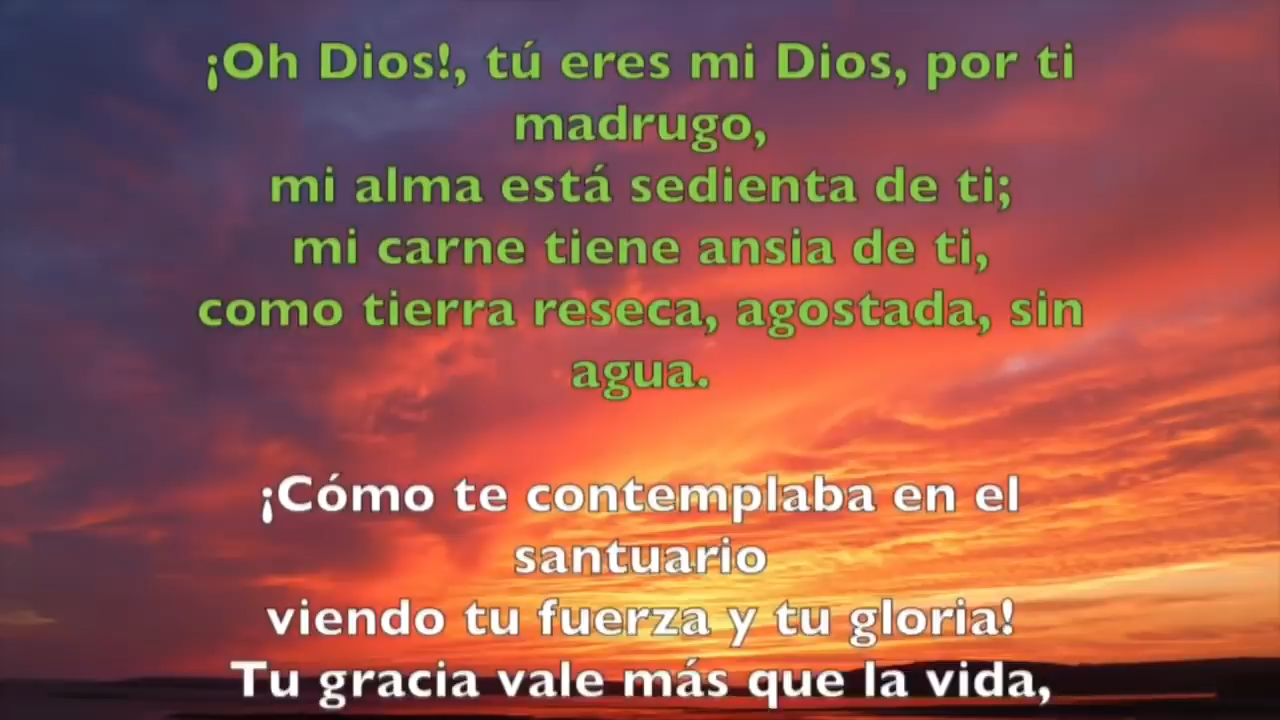 ¡Oh Dios!, tú eres mi Dios, por ti
madrugo,
mi alma está sedienta de ti;
mi carne tiene ansia de ti,
como tierra reseca, agostada, sin
agua.
¡Cómo te contemplaba en el
santuario
viendo tu fuerza y tu gloria!
Tu gracia vale más que la vida,